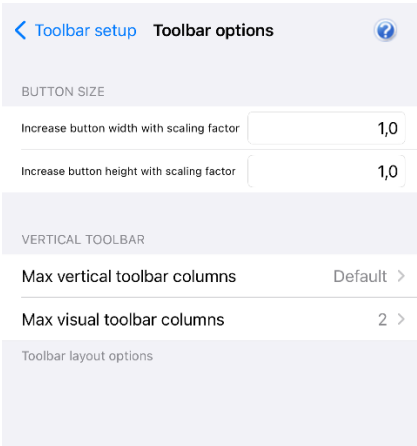 Toolbar setup Toolbar options
BUTTON SIZE
Increase button width with scaling factor 1,0
Increase button height with scaling factor 1,0
VERTICAL TOOLBAR
Max vertical toolbar columns Default
Max visual toolbar columns 2
Toolbar layout options